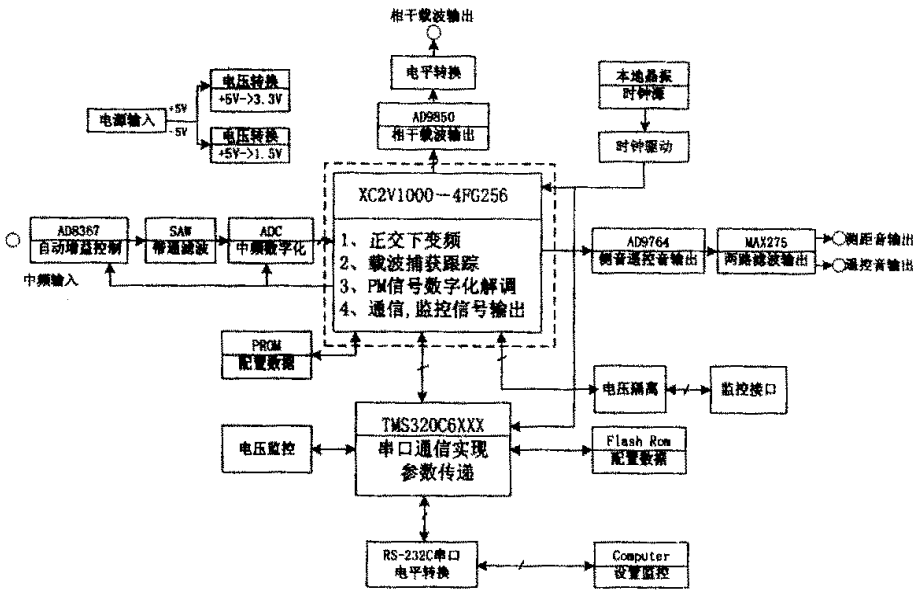 相干载波输出
电平转换
AD9850
相干载波输出
本地晶振
时钟源
时钟驱动
电源输入
+5V
-5V
电压转换
+5V->3.3V
电压转换
+5V->1.5V
XC2V1000-4FG256
1、正交下变频
2、载波捕获跟踪
3、PM信号数字化解调
4、通信,监控信号输出
中频输入
AD8367
自动增益控制
SAW
带通滤波
ADC
中频数字化
AD9764
侧音遥控音输出
MAX275
两路滤波输出
测距音输出
遥控音输出
PROM
配置数据
电压隔离
监控接口
电压监控
TMS320C6XXX
串口通信实现
参数传递
Flash Rom
配置数据
RS-232C串口
电平转换
Computer
设置监控